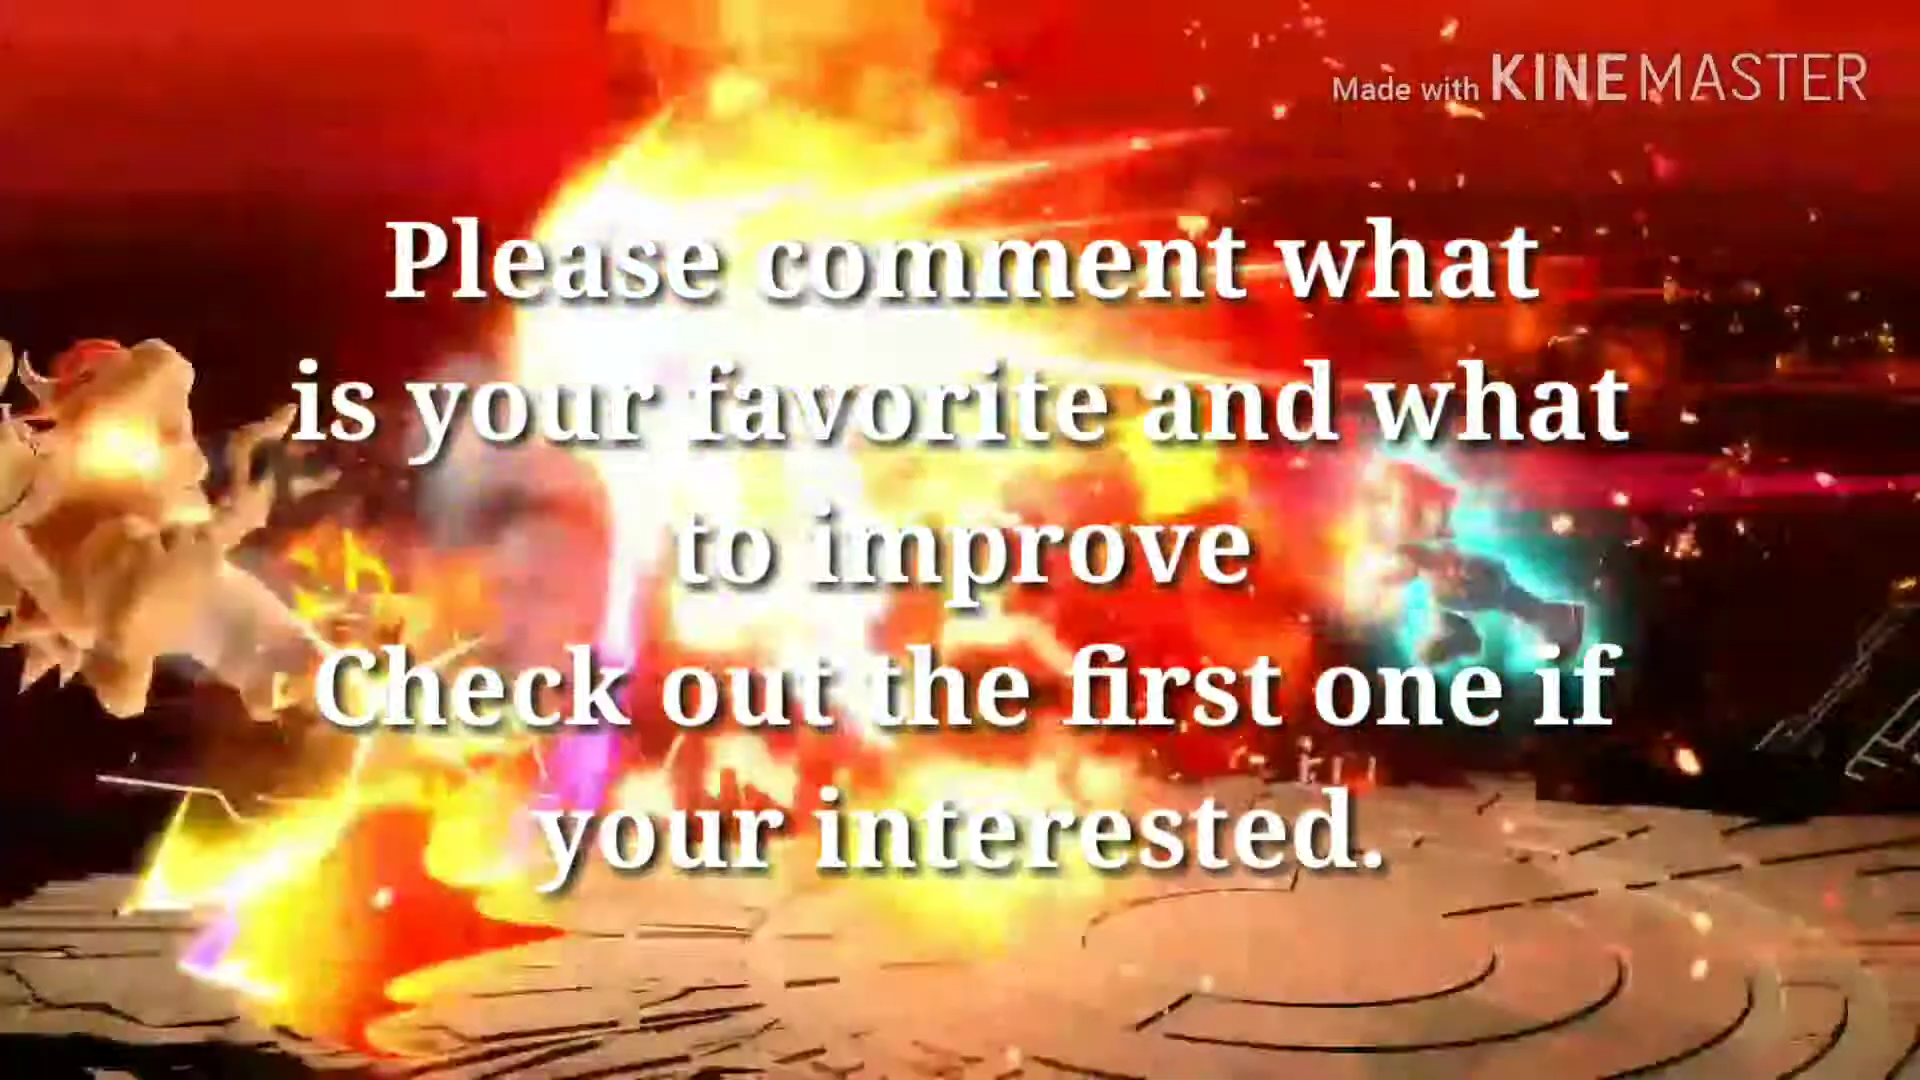 Made with KINEMASTER
Please comment what
is your favorite and what
to improve
Check out the first one if
your interested.